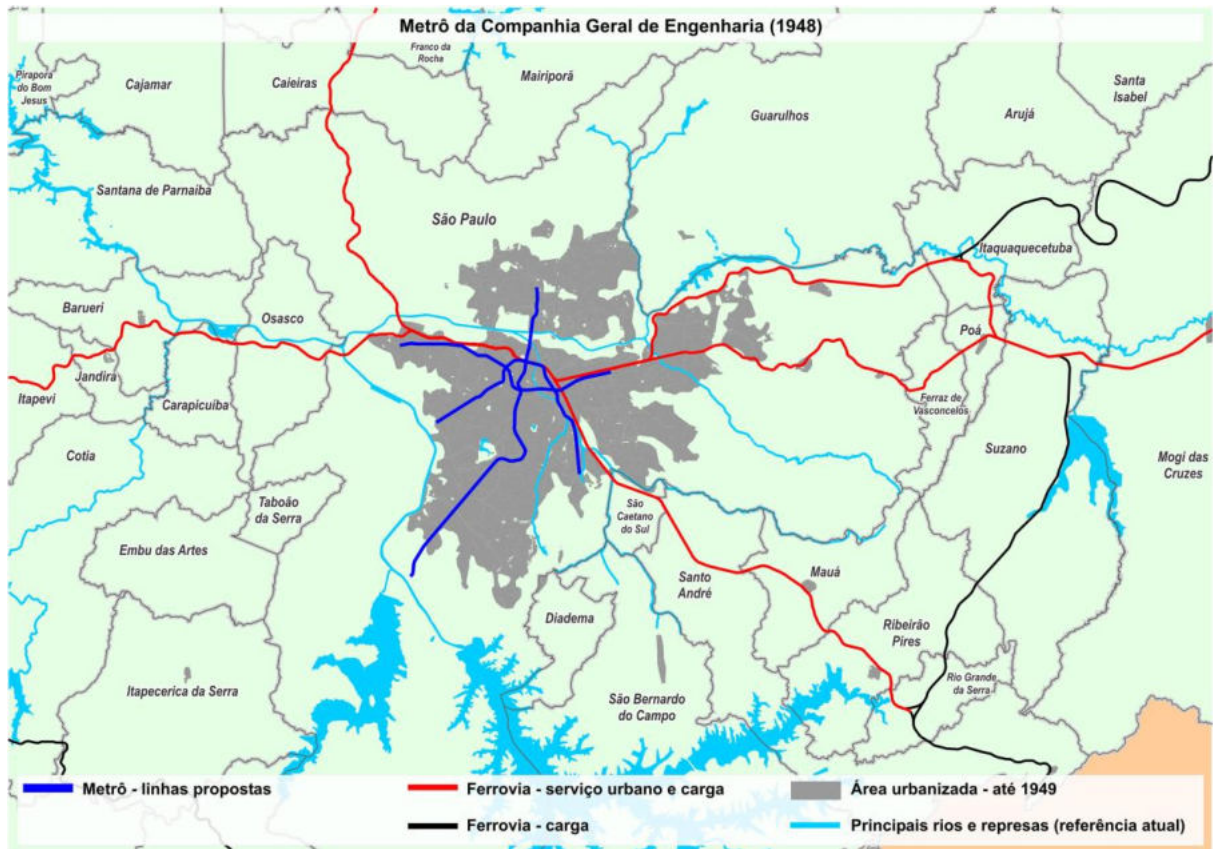 Metrô da Companhia Geral de Engenharia (1948)
Franco da
Rocha
Pirapora
do Bom
Jesus
Cajamar
Caieiras
Mairiporã
Santa
Isabel
Guarulhos
Arujá
Santana de Parnaiba
São Paulo
Itaquaquecetuba
Barueri
Osasco
Poá
Jandira
Itapevi
Carapicuiba
Ferraz de
Vasconcelos
Cotia
Suzano
Mogi das
Cruzes
Taboão
da Serra
São
Caetano
do Sul
Embu das Artes
Santo
André
Mauá
Diadema
Ribeirão
Pires
Itapecerica da Serra
São Bernardo
do Campo
Rio Grande
da Serra
Metrô - linhas propostas
Ferrovia - serviço urbano e carga
Área urbanizada - até 1949
Ferrovia - carga
Principais rios e represas (referência atual)